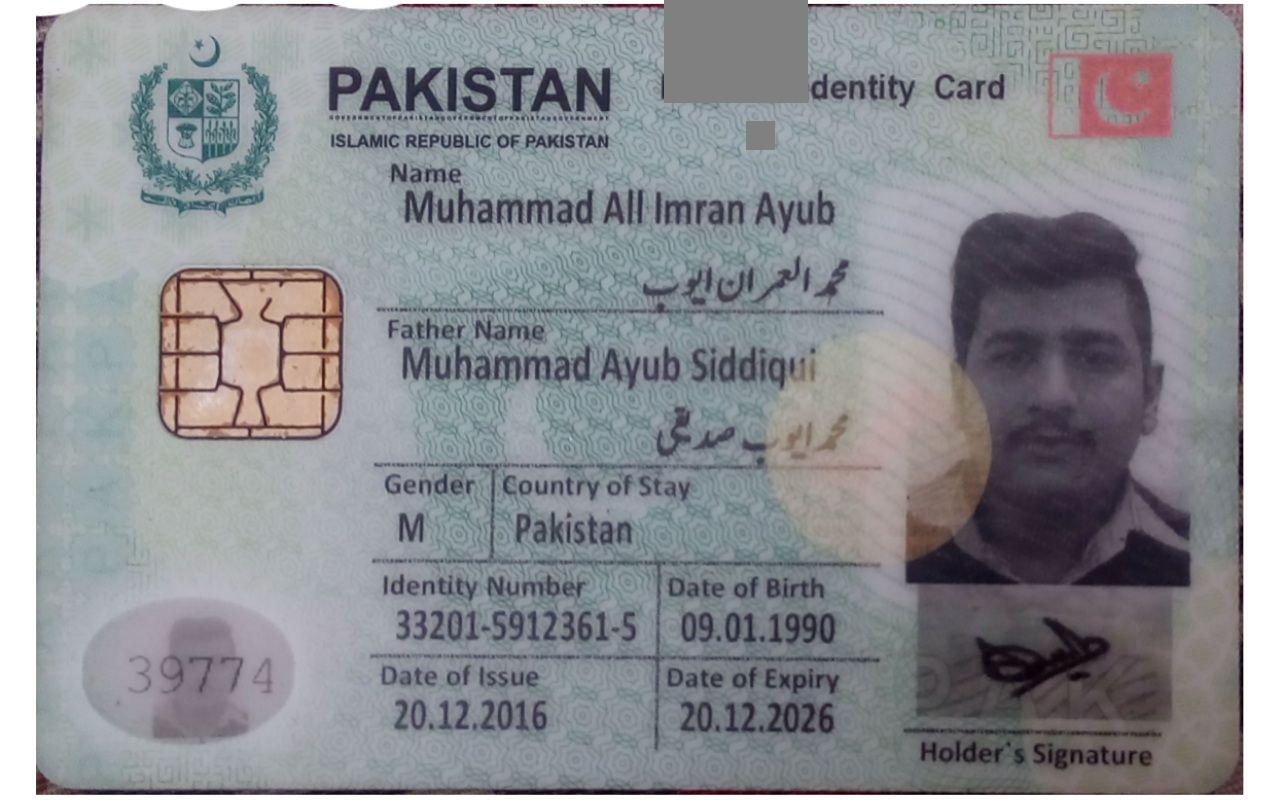 PAKISTAN
dentity Card
ISLAMIC REPUBLIC OF PAKISTAN
Name
Muhammad All Imran Ayub
محمد العمران ایوب
Father Name
Muhammad Ayub Siddiqui
محمد ایوب صدیقی
Gender
Country of Stay
M
Pakistan
Identity Number
Date of Birth
33201-5912361-5
09.01.1990
Date of Issue
Date of Expiry
20.12.2016
20.12.2026
39774
Holder's Signature